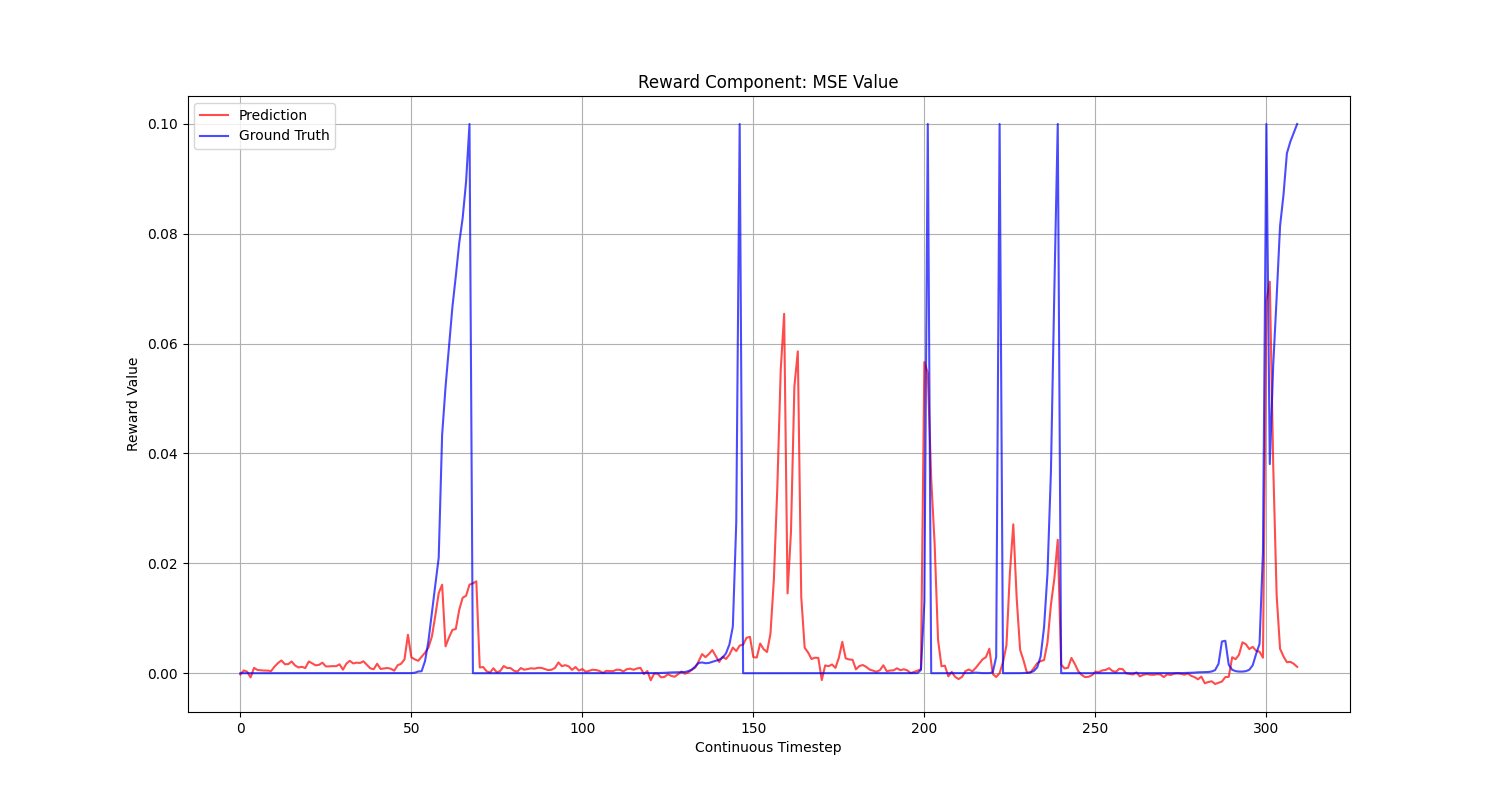 Reward Component: MSE Value
Prediction
Ground Truth
0.10
0.08
0.06
0.04
0.02
0.00
Reward Value
0
50
100
150
200
250
300
Continuous Timestep